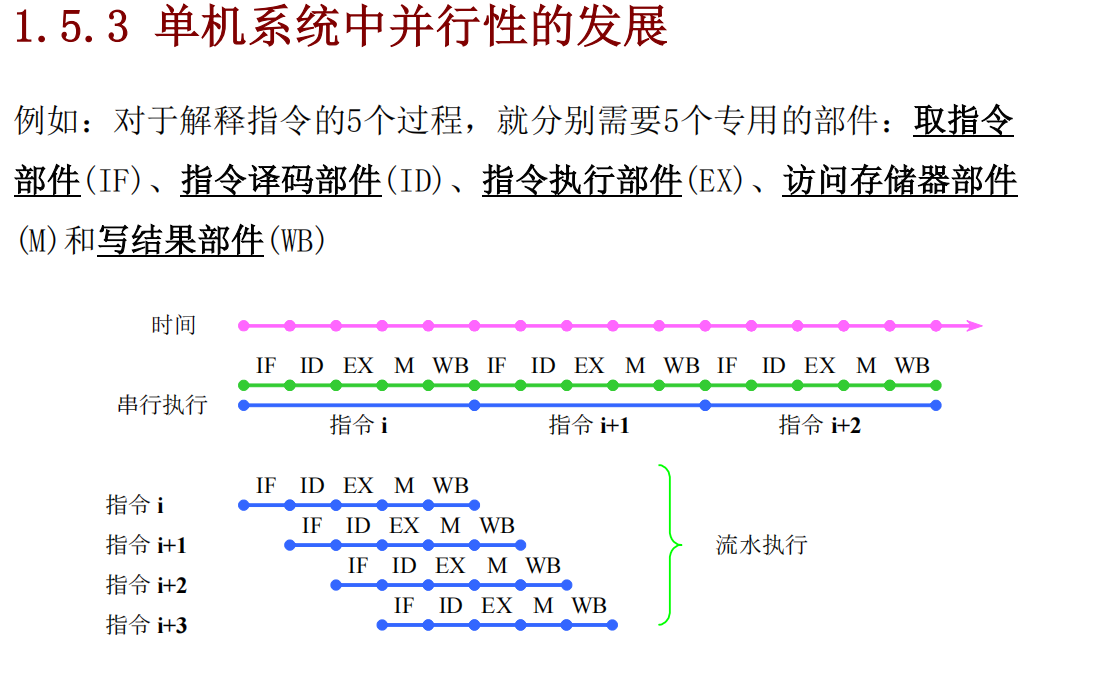 1.5.3 单机系统中并行性的发展
例如：对于解释指令的5个过程，就分别需要5个专用的部件：取指令
部件(IF)、指令译码部件(ID)、指令执行部件(EX)、访问存储器部件
(M)和写结果部件(WB)
时间
IF ID EX M WB IF ID EX M WB IF ID EX M WB
串行执行
指令 i 指令 i+1 指令 i+2
IF ID EX M WB
指令 i
IF ID EX M WB
指令 i+1
流水执行
IF ID EX M WB
指令 i+2
IF ID EX M WB
指令 i+3